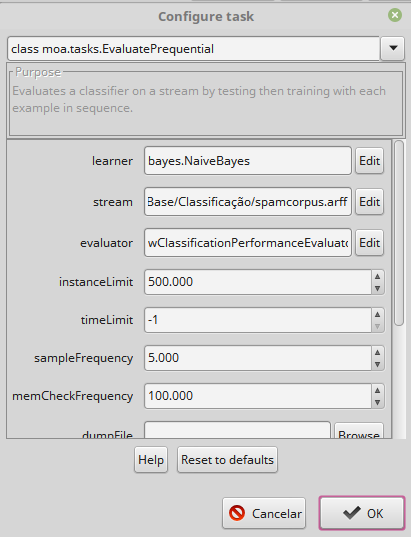 Configure task
class moa.tasks.EvaluatePrequential
Purpose
Evaluates a classifier on a stream by testing then training with each
example in sequence.
learner bayes.NaiveBayes Edit
stream Base/Classificação/spamcorpus.arff Edit
evaluator wClassificationPerformanceEvaluato Edit
instanceLimit 500.000
timeLimit -1
sampleFrequency 5.000
memCheckFrequency 100.000
dumpFile Browse
Help Reset to defaults
Cancelar OK